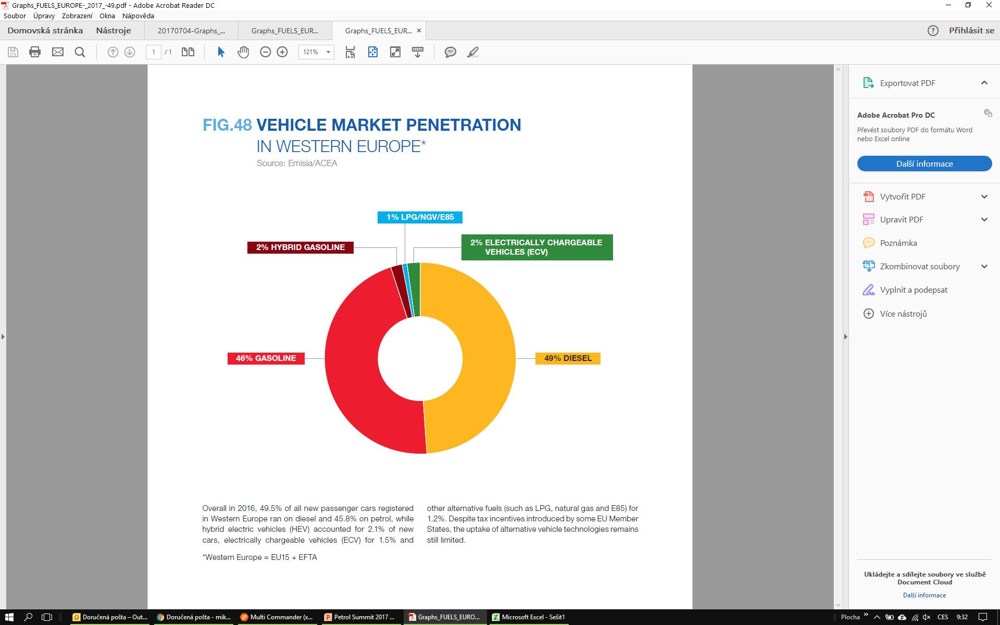 Graphs_FUELS_EUROPE-_2017_-49.pdf - Adobe Acrobat Reader DC
Soubor Úpravy Zobrazení Okna Nápověda
Domovská stránka Nástroje 20170704-Graphs_... Graphs_FUELS_EUR... Graphs_FUELS_EUR... × Přihlásit se
1 / 1 121%
FIG.48 VEHICLE MARKET PENETRATION
IN WESTERN EUROPE*
Source: Emisia/ACEA
1% LPG/NGV/E85
2% HYBRID GASOLINE
2% ELECTRICALLY CHARGEABLE
VEHICLES (ECV)
46% GASOLINE
49% DIESEL
Overall in 2016, 49.5% of all new passenger cars registered
in Western Europe ran on diesel and 45.8% on petrol, while
hybrid electric vehicles (HEV) accounted for 2.1% of new
cars, electrically chargeable vehicles (ECV) for 1.5% and
other alternative fuels (such as LPG, natural gas and E85) for
1.2%. Despite tax incentives introduced by some EU Member
States, the uptake of alternative vehicle technologies remains
still limited.
*Western Europe = EU15 + EFTA
Exportovat PDF
Adobe Acrobat Pro DC
Převést soubory PDF do formátu Word
nebo Excel online
Další informace
Vytvořit PDF
Upravit PDF
Poznámka
Zkombinovat soubory
Vyplnit a podepsat
Více nástrojů
Ukládejte a sdílejte soubory ve službě
Document Cloud
Další informace
Doručená pošta – Out... Doručená pošta - mik... Multi Commander (x... Petrol Summit 2017 ... Graphs_FUELS_EURO... Microsoft Excel - Sešit1 Plocha CES 9:32